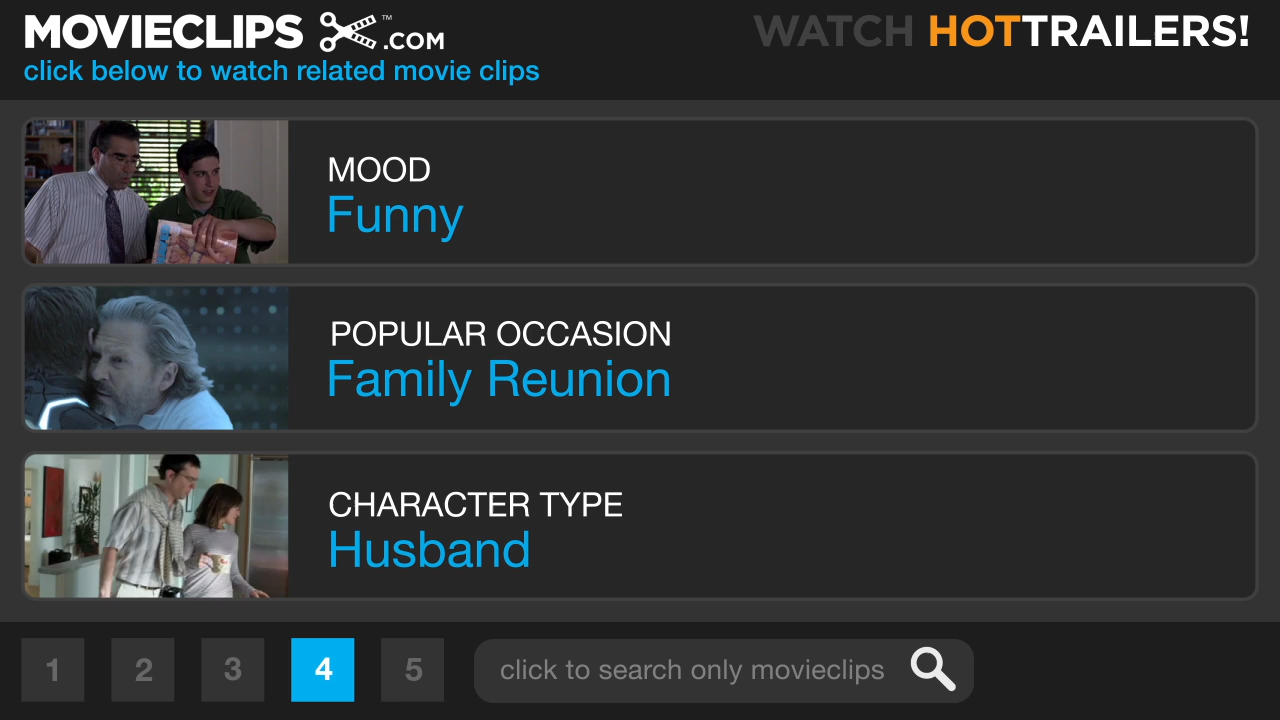 MOVIECLIPS ™ .COM
WATCH HOTTRAILERS!
click below to watch related movie clips
MOOD
Funny
POPULAR OCCASION
Family Reunion
CHARACTER TYPE
Husband
1 2 3 4 5 click to search only movieclips